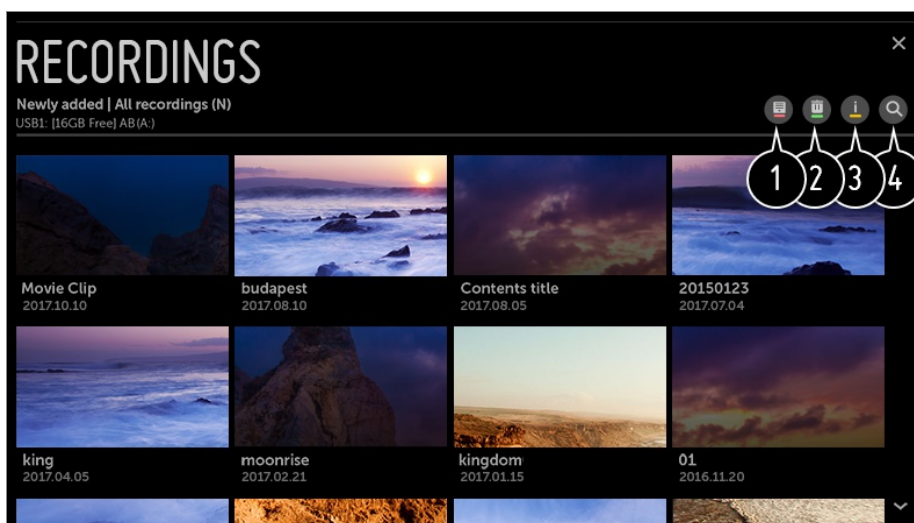 RECORDINGS
Newly added | All recordings (N)
USB1: [16GB Free] AB(A:)
1 2 3 4
Movie Clip
2017.10.10
budapest
2017.08.10
Contents title
2017.08.05
20150123
2017.07.04
king
2017.04.05
moonrise
2017.02.21
kingdom
2017.01.15
01
2016.11.20